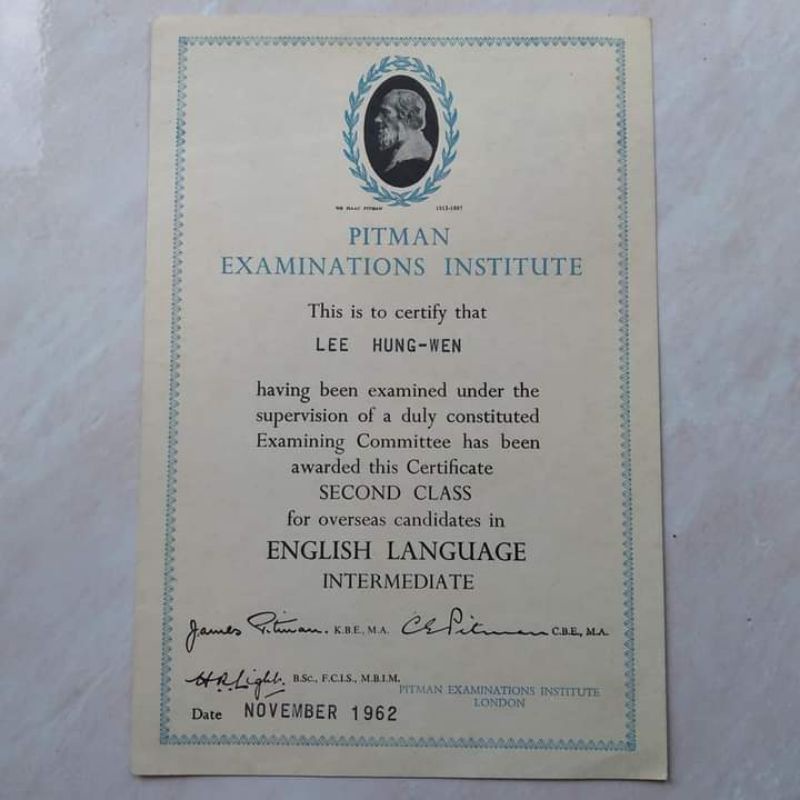 SIR ISAAC PITMAN 1813-1897
PITMAN
EXAMINATIONS INSTITUTE
This is to certify that
LEE HUNG-WEN
having been examined under the
supervision of a duly constituted
Examining Committee has been
awarded this Certificate
SECOND CLASS
for overseas candidates in
ENGLISH LANGUAGE
INTERMEDIATE
James Pitman. K.B.E., M.A. C E Pitman C.B.E., M.A.
H.R. Light. B.Sc., F.C.I.S., M.B.I.M.
PITMAN EXAMINATIONS INSTITUTE
LONDON
Date NOVEMBER 1962